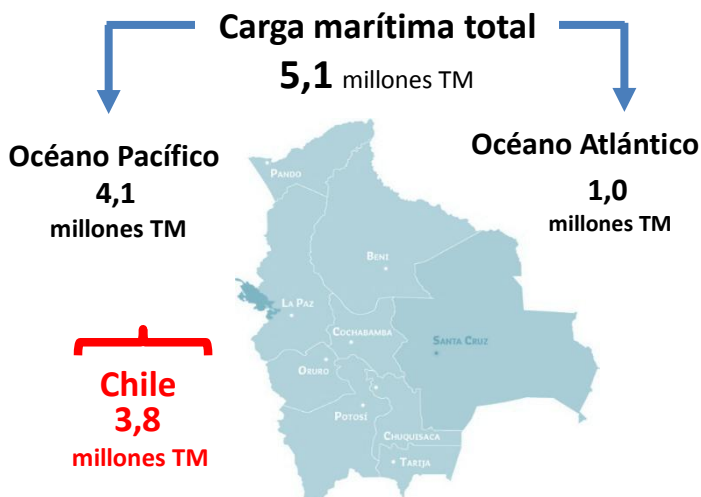 Carga marítima total
5,1 millones TM
Océano Pacífico
4,1
millones TM
Océano Atlántico
1,0
millones TM
Chile
3,8
millones TM
PANDO
BENI
LA PAZ
COCHABAMBA
SANTA CRUZ
ORURO
POTOSÍ
CHUQUISACA
TARIJA